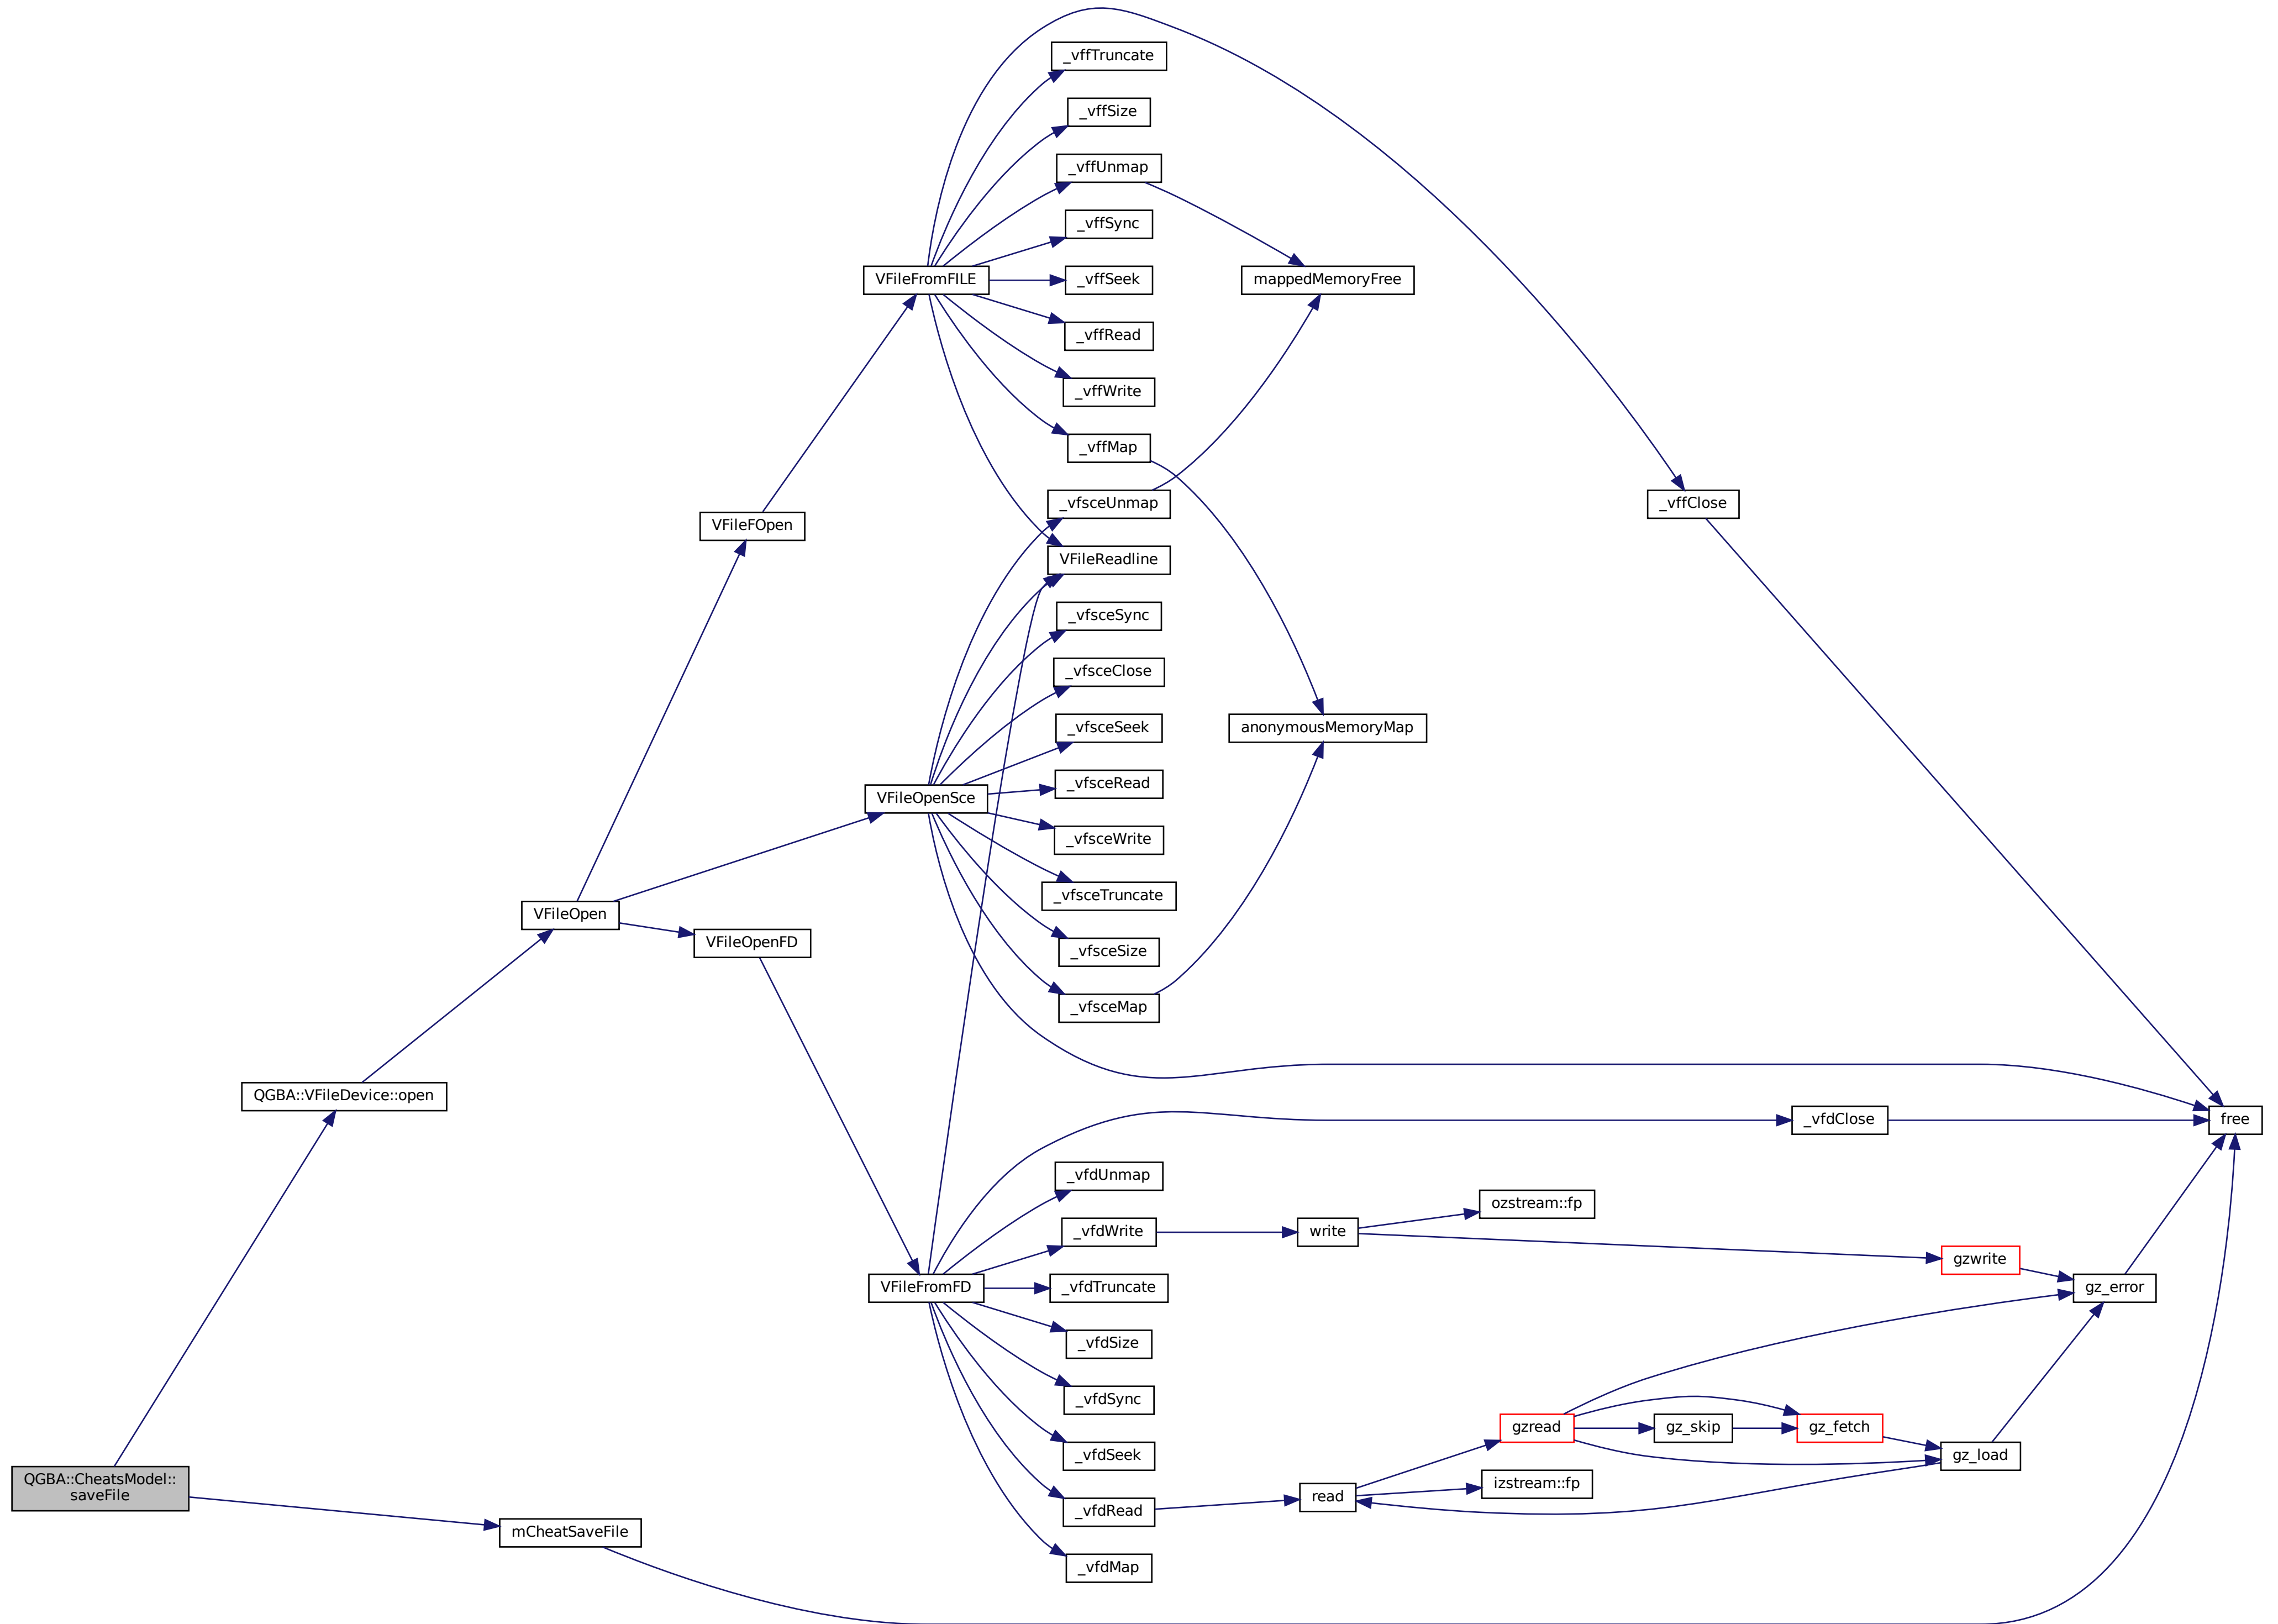 _vffTruncate
_vffSize
_vffUnmap
_vffSync
VFileFromFILE
_vffSeek
mappedMemoryFree
_vffRead
_vffWrite
_vffMap
_vfsceUnmap
_vffClose
VFileFOpen
VFileReadline
_vfsceSync
_vfsceClose
_vfsceSeek
anonymousMemoryMap
_vfsceRead
VFileOpenSce
_vfsceWrite
_vfsceTruncate
VFileOpen
VFileOpenFD
_vfsceSize
_vfsceMap
QGBA::VFileDevice::open
_vfdClose
free
_vfdUnmap
ozstream::fp
_vfdWrite
write
gzwrite
VFileFromFD
_vfdTruncate
gz_error
_vfdSize
_vfdSync
gzread
gz_skip
gz_fetch
_vfdSeek
gz_load
QGBA::CheatsModel::
saveFile
izstream::fp
read
_vfdRead
mCheatSaveFile
_vfdMap